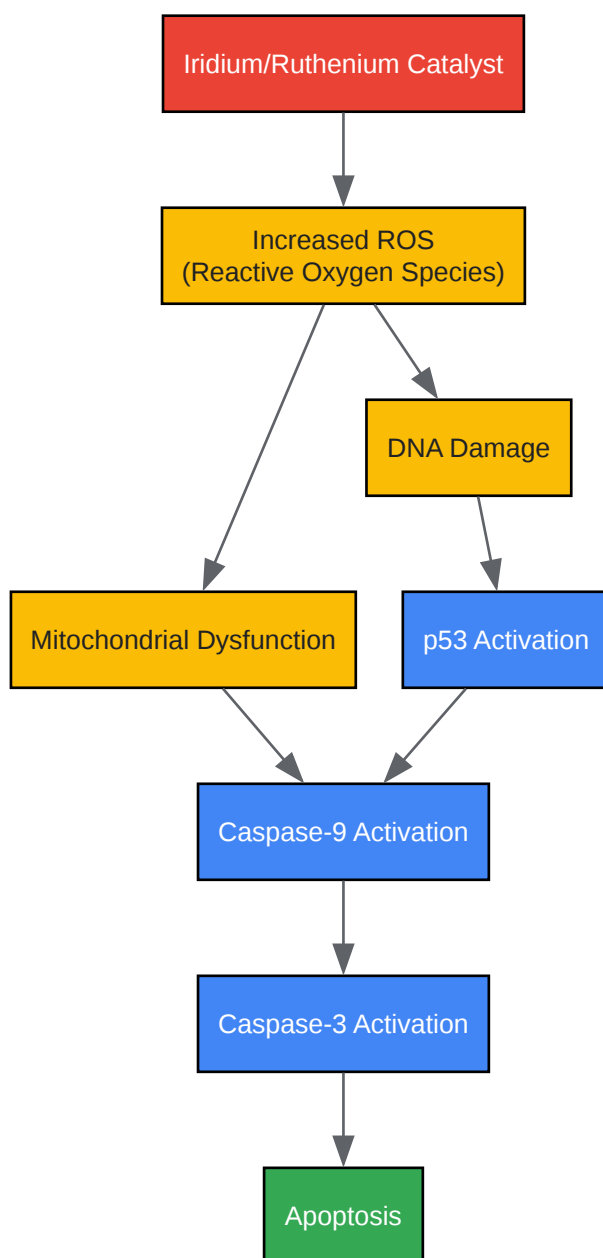 Iridium/Ruthenium Catalyst
Increased ROS
(Reactive Oxygen Species)
DNA Damage
Mitochondrial Dysfunction
p53 Activation
Caspase-9 Activation
Caspase-3 Activation
Apoptosis